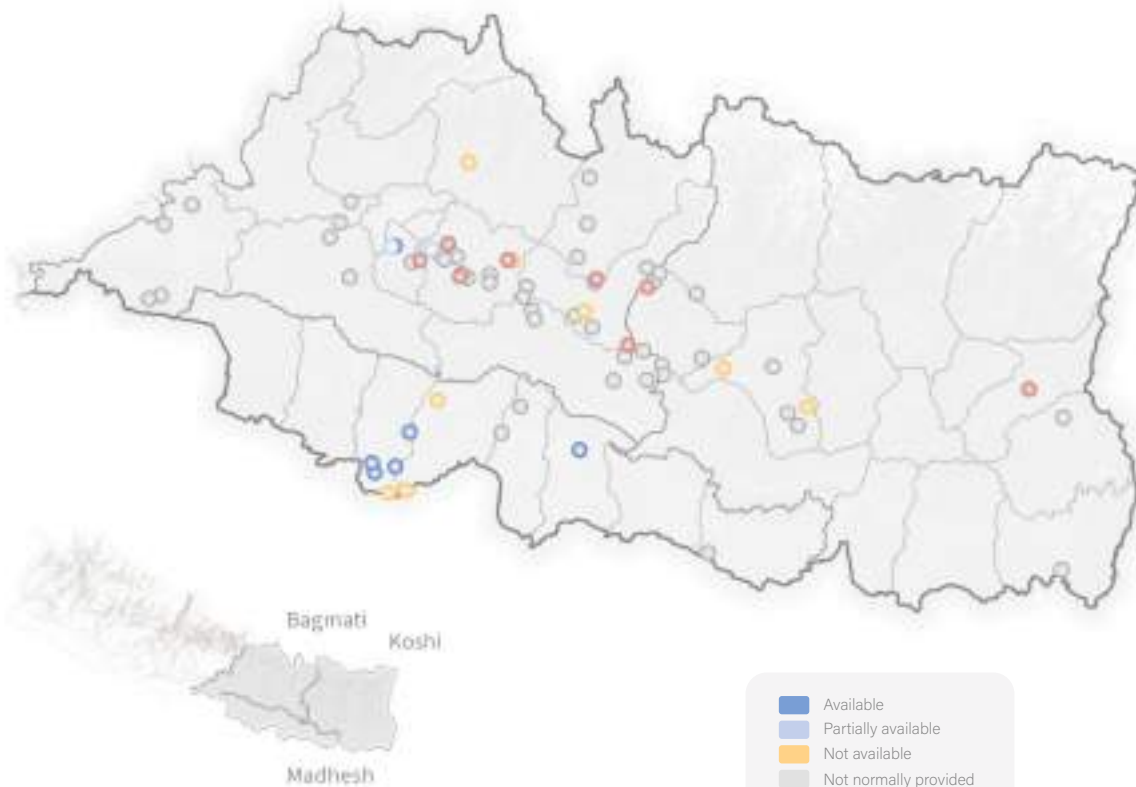 Bagmati
Koshi
Madhesh
Available
Partially available
Not available
Not normally provided